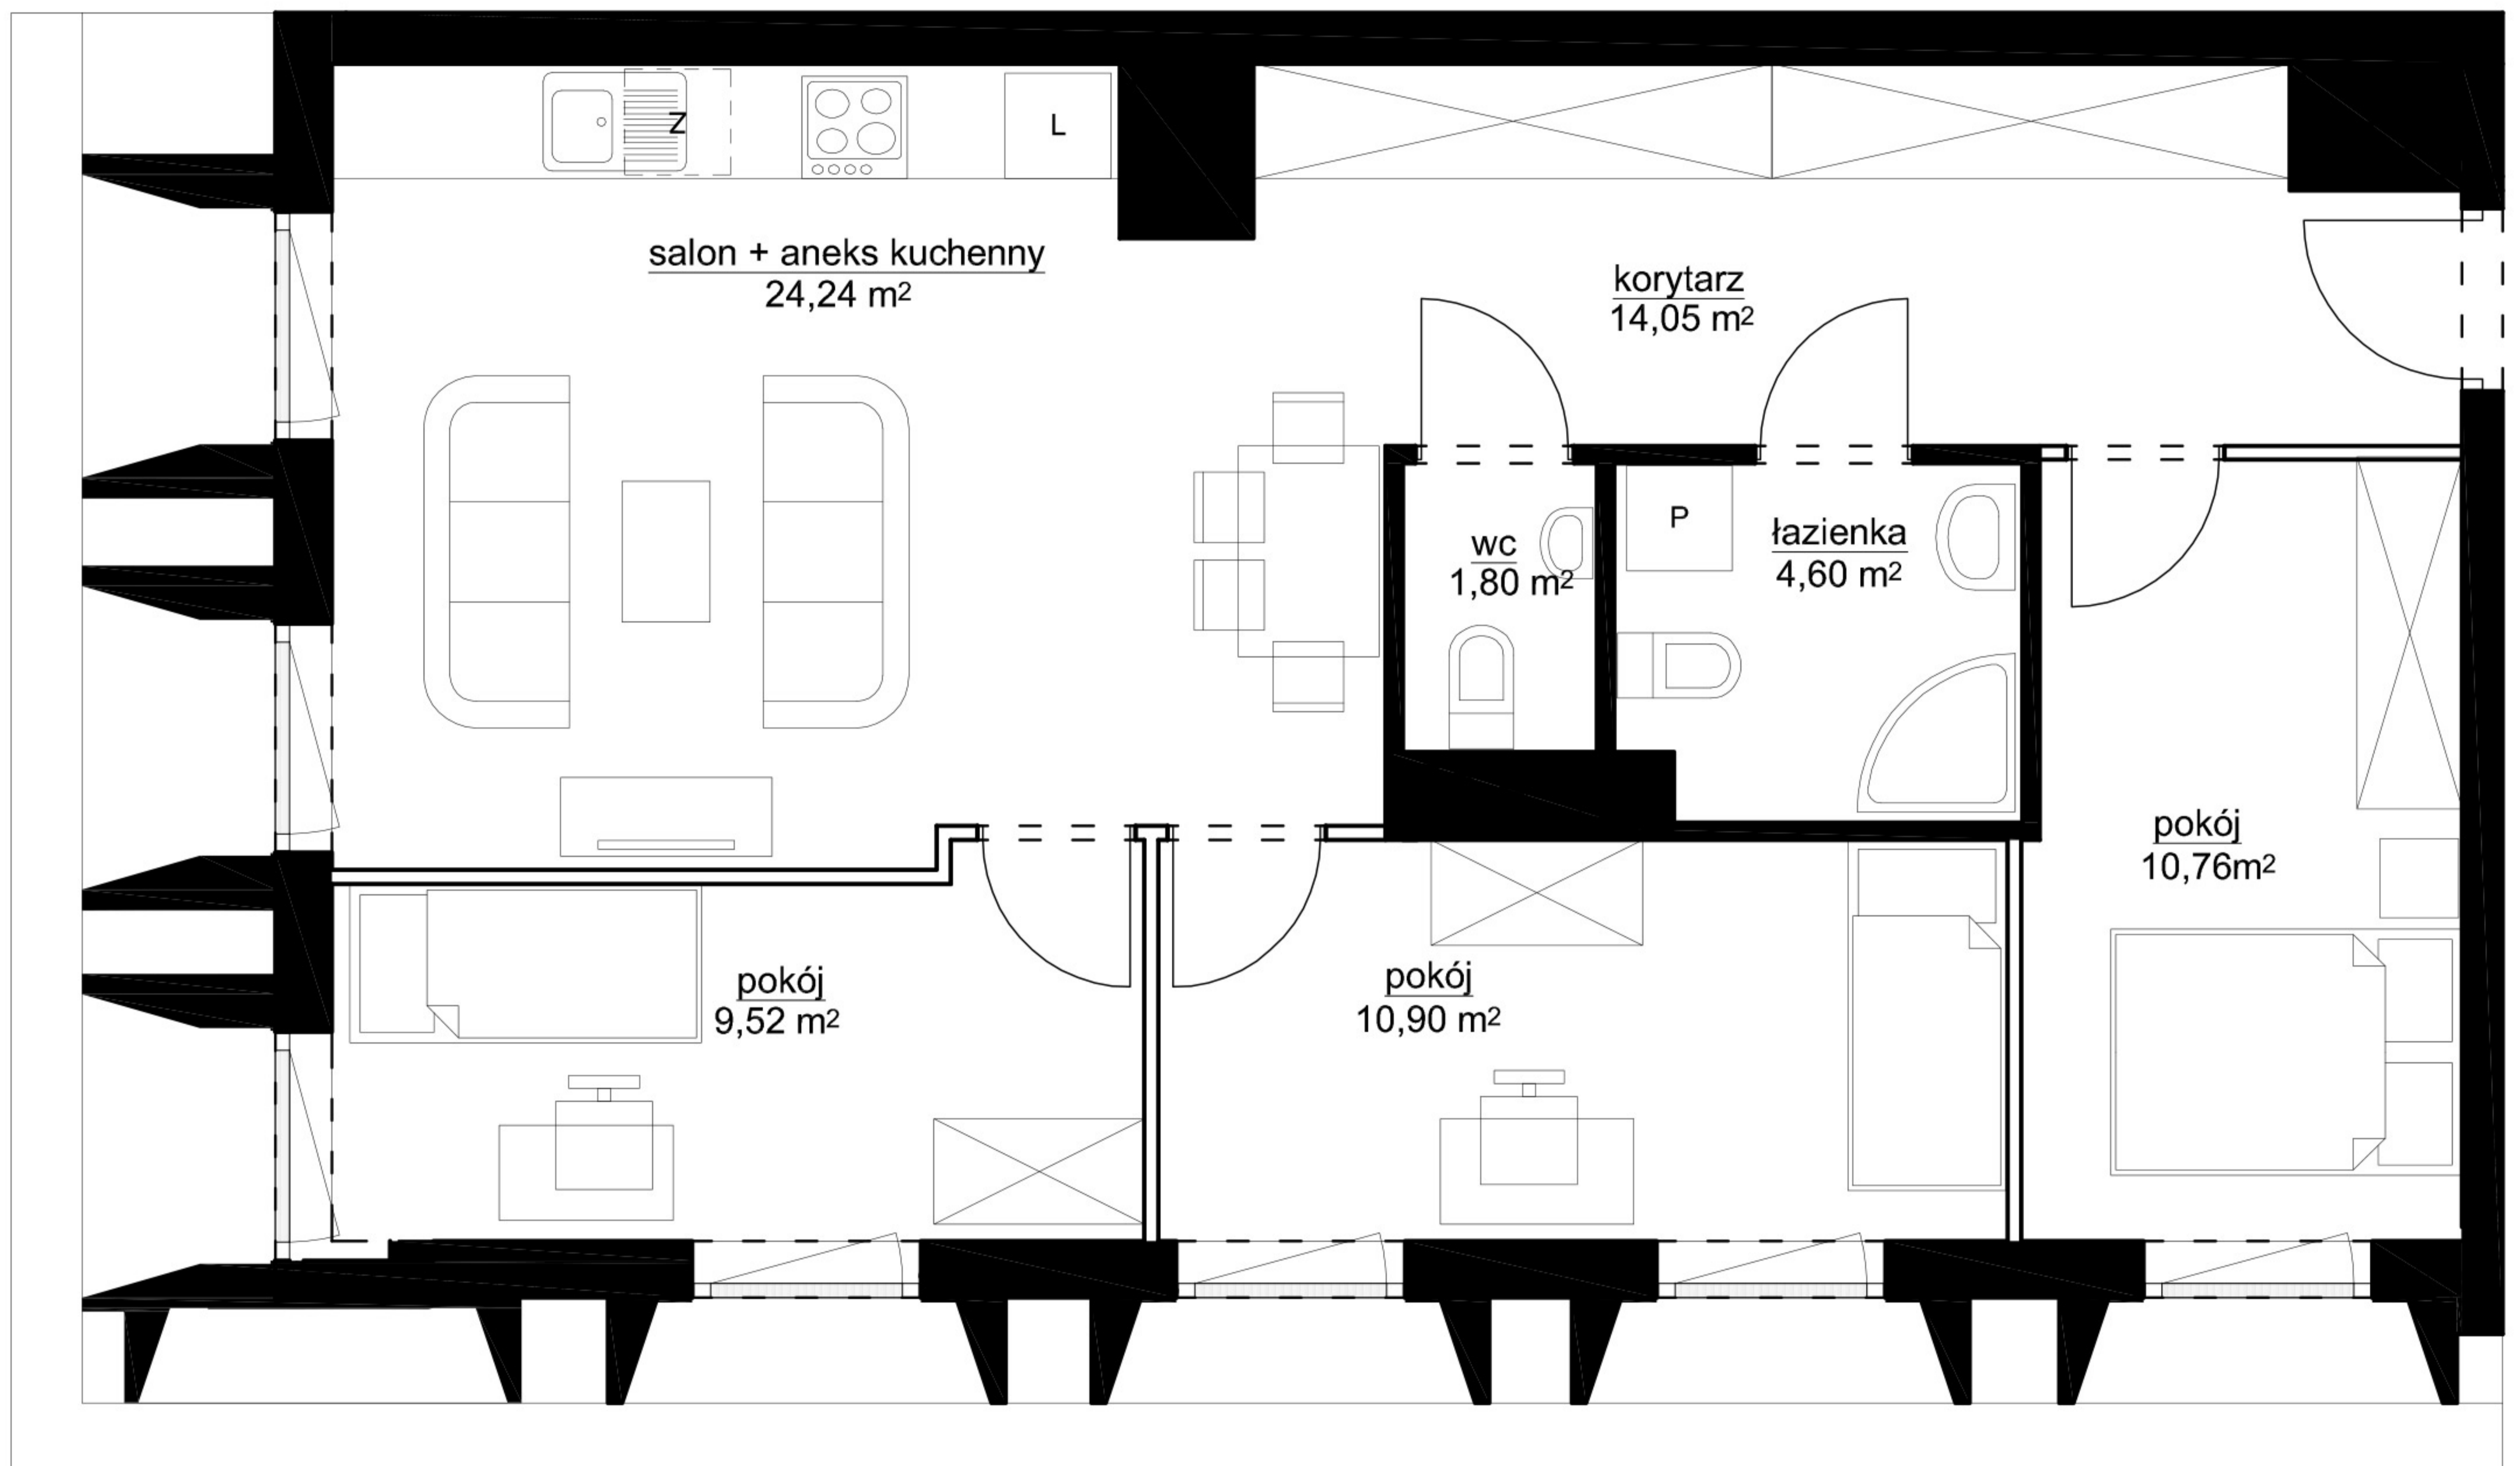 Z
L
salon + aneks kuchenny
24,24 m²
korytarz
14,05 m²
wc
1,80 m²
P
łazienka
4,60 m²
pokój
10,76m²
pokój
9,52 m²
pokój
10,90 m²